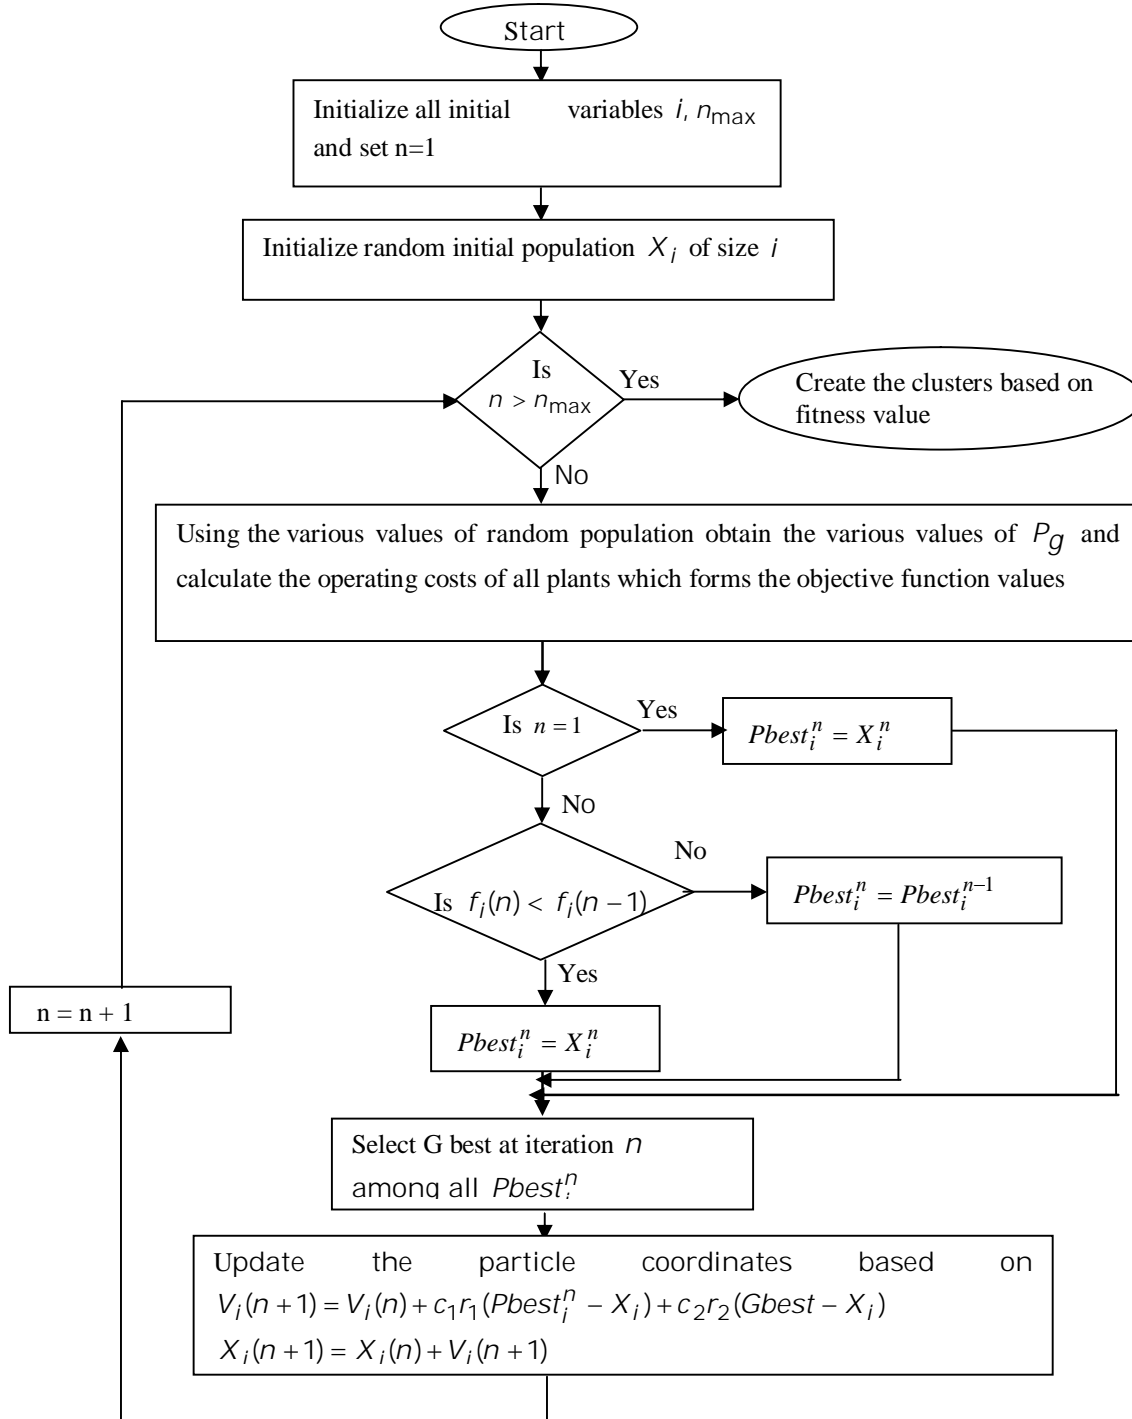 Start
Initialize all initial variables i, n_max
and set n=1
Initialize random initial population X_i of size i
Is
n > n_max
Yes
Create the clusters based on
fitness value
No
Using the various values of random population obtain the various values of P_g and
calculate the operating costs of all plants which forms the objective function values
Is n = 1
Yes
Pbest_i^n = X_i^n
No
Is f_i(n) < f_i(n − 1)
No
Pbest_i^n = Pbest_i^{n−1}
Yes
Pbest_i^n = X_i^n
n = n + 1
Select G best at iteration n
among all Pbest_i^n
Update the particle coordinates based on
V_i(n + 1) = V_i(n) + c_1r_1(Pbest_i^n − X_i) + c_2r_2(Gbest − X_i)
X_i(n + 1) = X_i(n) + V_i(n + 1)